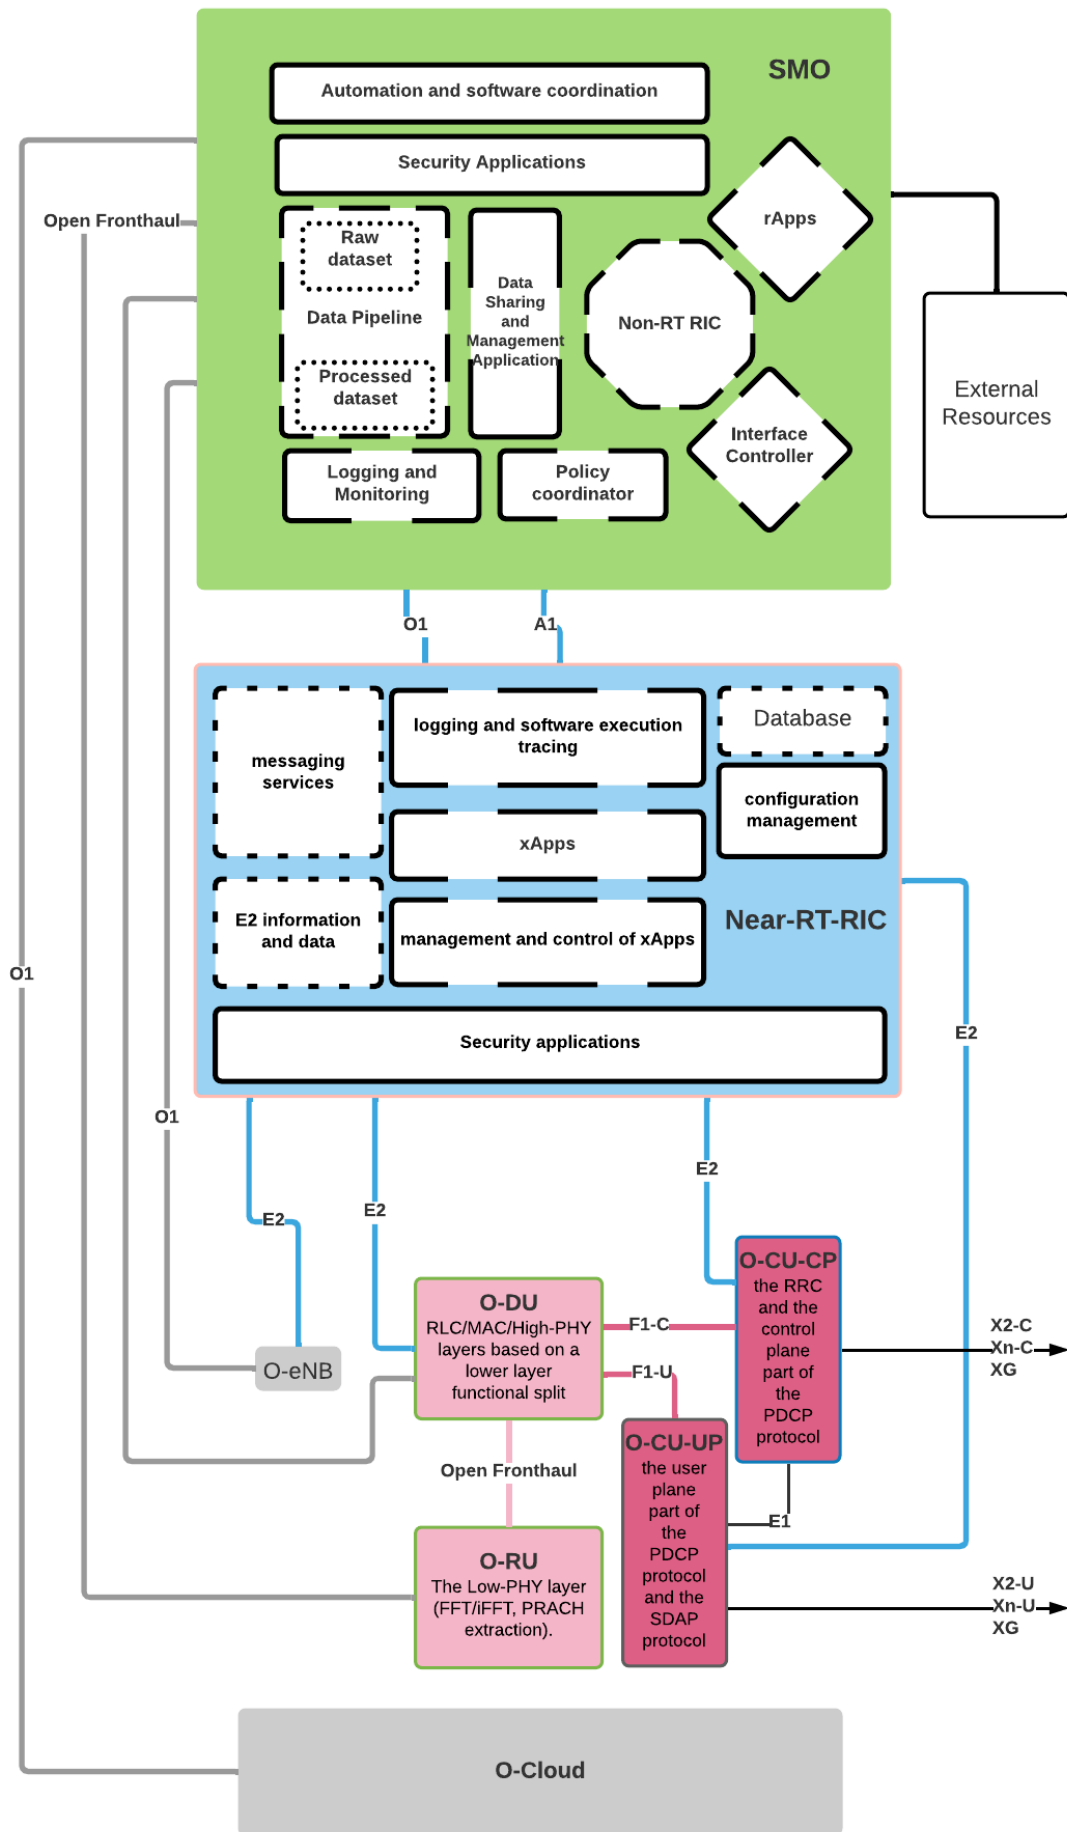 SMO
Automation and software coordination
Security Applications
Open Fronthaul
Raw
dataset
Data Pipeline
Processed
dataset
Data
Sharing
and
Management
Application
Non-RT RIC
rApps
Interface
Controller
Logging and
Monitoring
Policy
coordinator
External
Resources
O1
A1
messaging
services
logging and software execution
tracing
Database
configuration
management
xApps
E2 information
and data
management and control of xApps
Near-RT-RIC
Security applications
O1
E2
O1
E2
E2
E2
O-eNB
O-DU
RLC/MAC/High-PHY
layers based on a
lower layer
functional split
F1-C
F1-U
O-CU-CP
the RRC
and the
control
plane
part of
the
PDCP
protocol
X2-C
Xn-C
XG
Open Fronthaul
O-CU-UP
the user
plane
part of
the
PDCP
protocol
and the
SDAP
protocol
E1
O-RU
The Low-PHY layer
(FFT/iFFT, PRACH
extraction).
X2-U
Xn-U
XG
O-Cloud